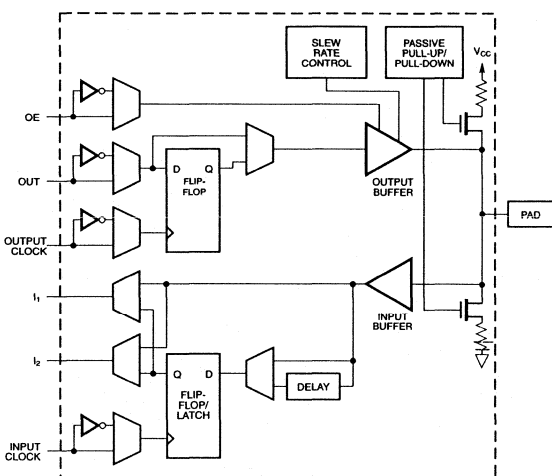 SLEW
RATE
CONTROL
PASSIVE
PULL-UP/
PULL-DOWN
VCC
OE
OUT
D
Q
FLIP-
FLOP
OUTPUT
BUFFER
PAD
OUTPUT
CLOCK
I1
INPUT
BUFFER
I2
Q
D
FLIP-
FLOP/
LATCH
DELAY
INPUT
CLOCK